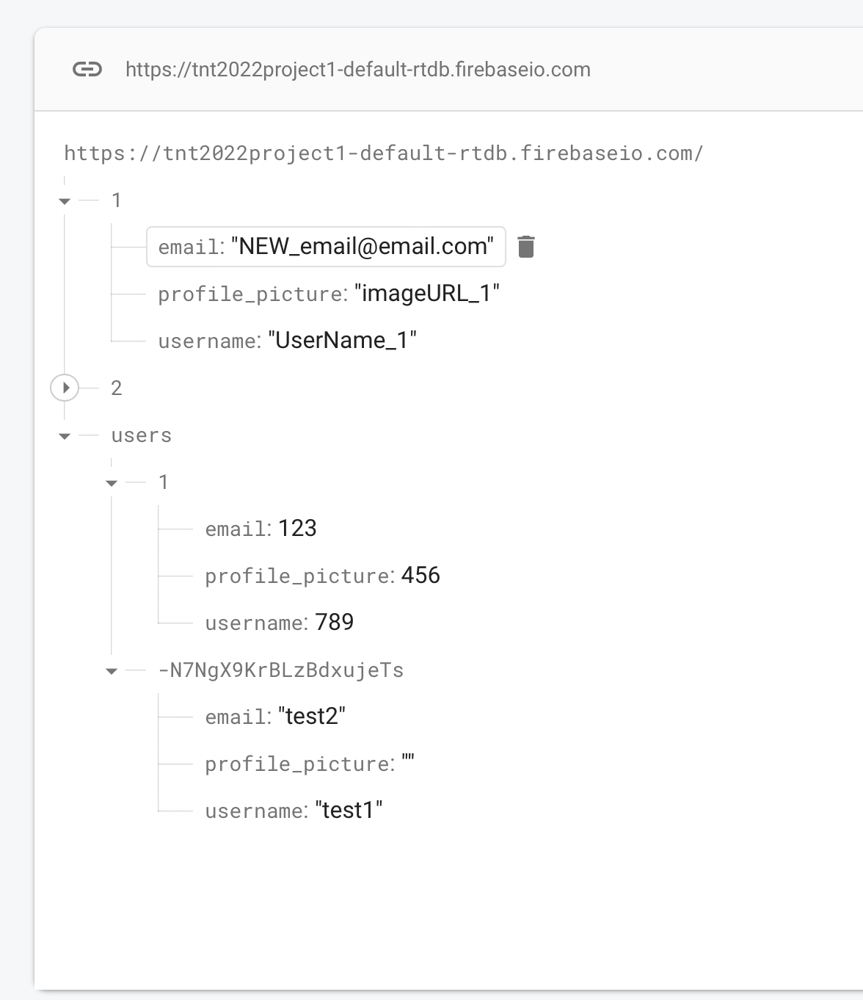 https://tnt2022project1-default-rtdb.firebaseio.com
https://tnt2022project1-default-rtdb.firebaseio.com/
1
email: "NEW_email@email.com"
profile_picture: "imageURL_1"
username: "UserName_1"
2
users
1
email: 123
profile_picture: 456
username: 789
-N7NgX9KrBLzBdxujeTs
email: "test2"
profile_picture: ""
username: "test1"